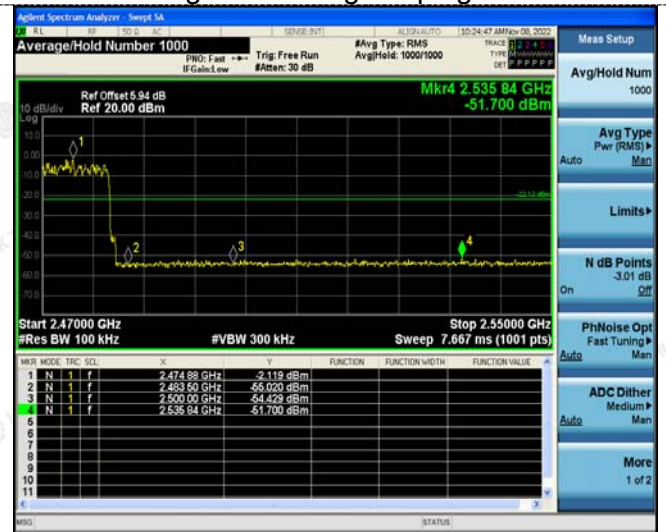 Agilent Spectrum Analyzer - Swept SA
RL RF 50 Ω AC SENSE:INT ALIGN AUTO 10:24:47 AM Nov 08, 2022
Average/Hold Number 1000
PNO: Fast Trig: Free Run
IFGain:Low #Atten: 30 dB
#Avg Type: RMS
Avg|Hold: 1000/1000
TRACE 1 2 3 4 5 6
TYPE
DET P P P P P P
Ref Offset 5.94 dB
Ref 20.00 dBm
Mkr4 2.535 84 GHz
-51.700 dBm
10 dB/div
Log
10.0
0.00
-10.0
-20.0
-30.0
-40.0
-50.0
-60.0
-70.0
1
2
3
4
-22.12 dBm
Start 2.47000 GHz Stop 2.55000 GHz
#Res BW 100 kHz #VBW 300 kHz Sweep 7.667 ms (1001 pts)
MKR MODE TRC SCL X Y FUNCTION FUNCTION WIDTH FUNCTION VALUE
1 N 1 f 2.474 88 GHz -2.119 dBm
2 N 1 f 2.483 50 GHz -55.020 dBm
3 N 1 f 2.500 00 GHz -54.429 dBm
4 N 1 f 2.535 84 GHz -51.700 dBm
5
6
7
8
9
10
11
MSG STATUS
Meas Setup
Avg/Hold Num
1000
Avg Type
Pwr (RMS)
Auto Man
Limits
N dB Points
-3.01 dB
On Off
PhNoise Opt
Fast Tuning
Auto Man
ADC Dither
Medium
Auto Man
More
1 of 2